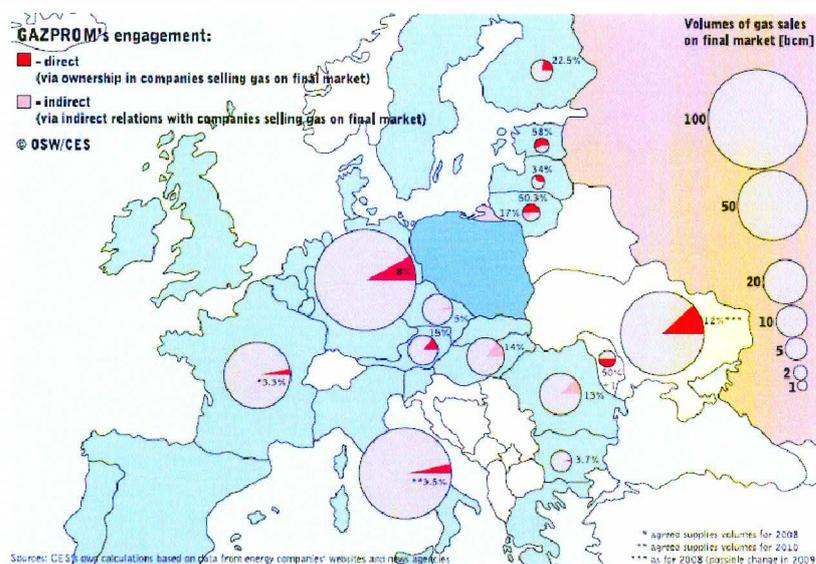 GAZPROM's engagement:
- direct
(via ownership in companies selling gas on final market)
- indirect
(via indirect relations with companies selling gas on final market)
© OSW/CES
Volumes of gas sales
on final market [bcm]
100
50
20
10
5
2
1
22.5%
58%
34%
50.3%
17%
8%
5%
15%
14%
12%***
50%
+1
13%
*3.3%
**3.5%
3.7%
* agreed supplies volumes for 2008
** agreed supplies volumes for 2010
*** as for 2008 (possible change in 2009
Sources: CES's own calculations based on data from energy companies' websites and news agencies